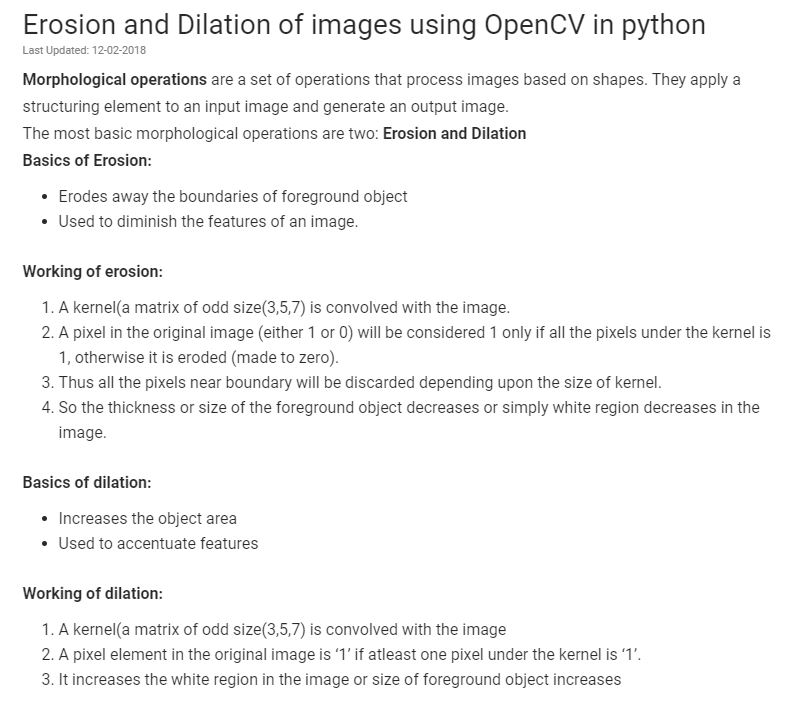 Erosion and Dilation of images using OpenCV in python
Last Updated: 12-02-2018
Morphological operations are a set of operations that process images based on shapes. They apply a
structuring element to an input image and generate an output image.
The most basic morphological operations are two: Erosion and Dilation
Basics of Erosion:
• Erodes away the boundaries of foreground object
• Used to diminish the features of an image.
Working of erosion:
1. A kernel(a matrix of odd size(3,5,7) is convolved with the image.
2. A pixel in the original image (either 1 or 0) will be considered 1 only if all the pixels under the kernel is
1, otherwise it is eroded (made to zero).
3. Thus all the pixels near boundary will be discarded depending upon the size of kernel.
4. So the thickness or size of the foreground object decreases or simply white region decreases in the
image.
Basics of dilation:
• Increases the object area
• Used to accentuate features
Working of dilation:
1. A kernel(a matrix of odd size(3,5,7) is convolved with the image
2. A pixel element in the original image is ‘1’ if atleast one pixel under the kernel is ‘1’.
3. It increases the white region in the image or size of foreground object increases